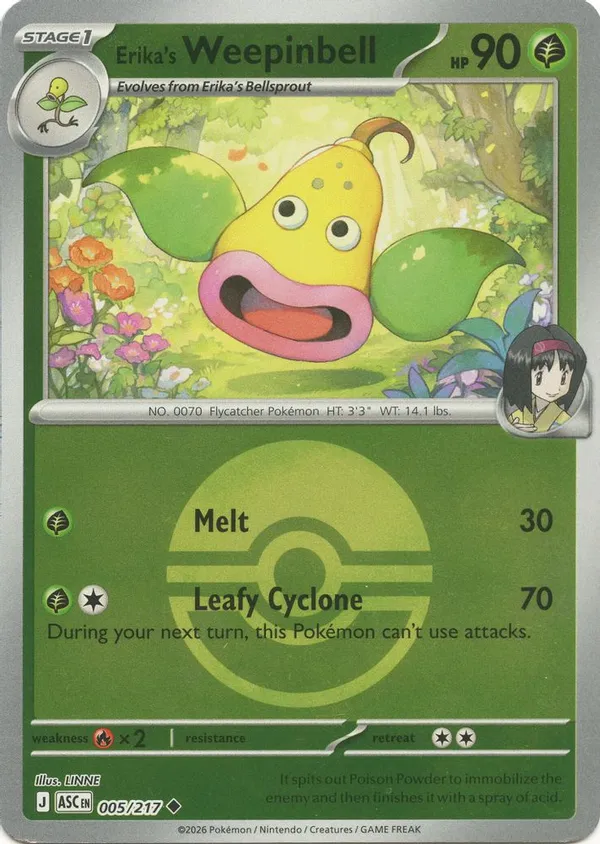 STAGE 1
Erika's Weepinbell HP 90
Evolves from Erika's Bellsprout
NO. 0070 Flycatcher Pokémon HT: 3'3" WT: 14.1 lbs.
Melt 30
Leafy Cyclone 70
During your next turn, this Pokémon can't use attacks.
weakness ×2 resistance retreat
Illus. LINNE
It spits out Poison Powder to immobilize the
enemy and then finishes it with a spray of acid.
J ASC EN 005/217
©2026 Pokémon / Nintendo / Creatures / GAME FREAK